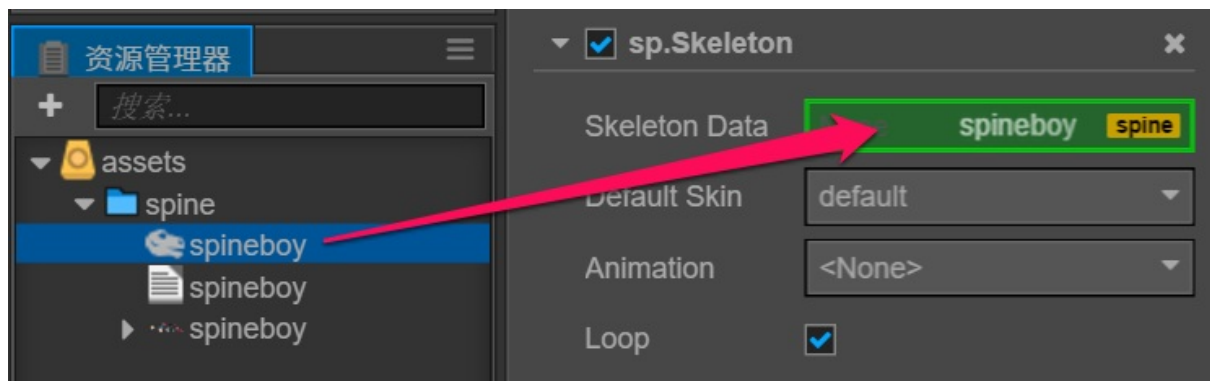 资源管理器
搜索...
assets
spine
spineboy
spineboy
spineboy
sp.Skeleton
Skeleton Data
spineboy spine
Default Skin
default
Animation
<None>
Loop